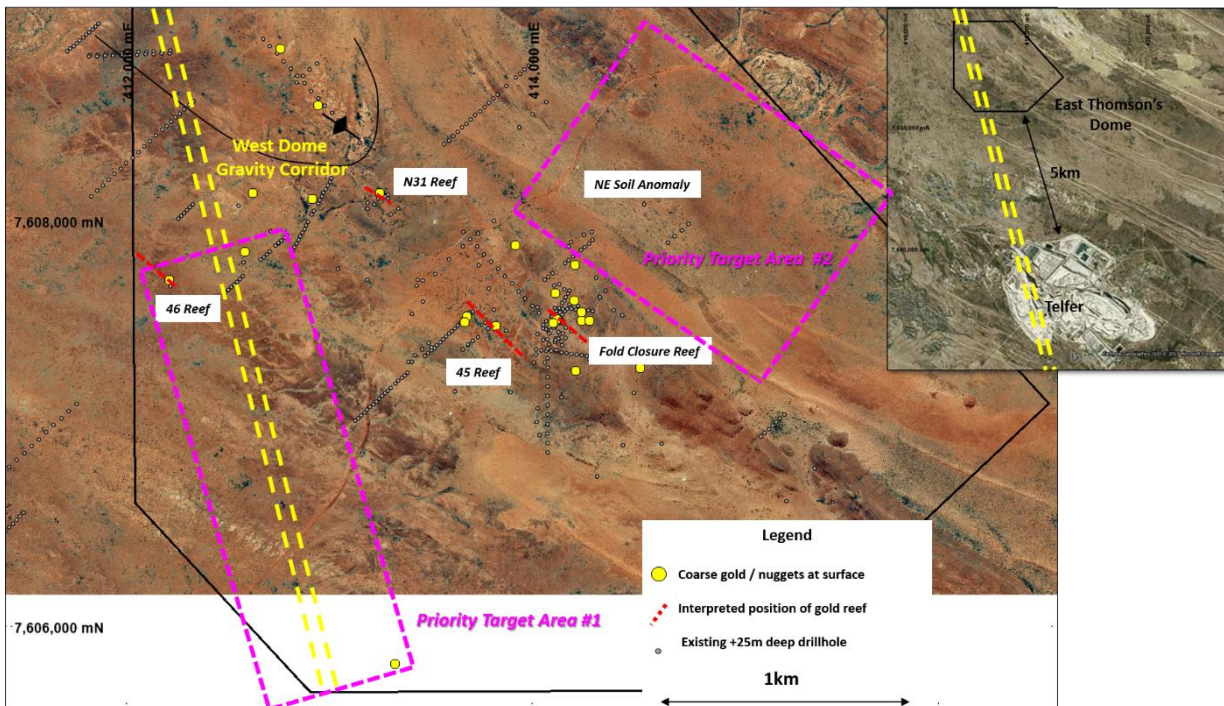 412,000 mE
414,000 mE
West Dome
Gravity Corridor
N31 Reef
NE Soil Anomaly
7,608,000 mN
Priority Target Area #2
46 Reef
45 Reef
Fold Closure Reef
7,606,000 mN
Priority Target Area #1
East Thomson's
Dome
5km
Telfer
Legend
Coarse gold / nuggets at surface
Interpreted position of gold reef
Existing +25m deep drillhole
1km